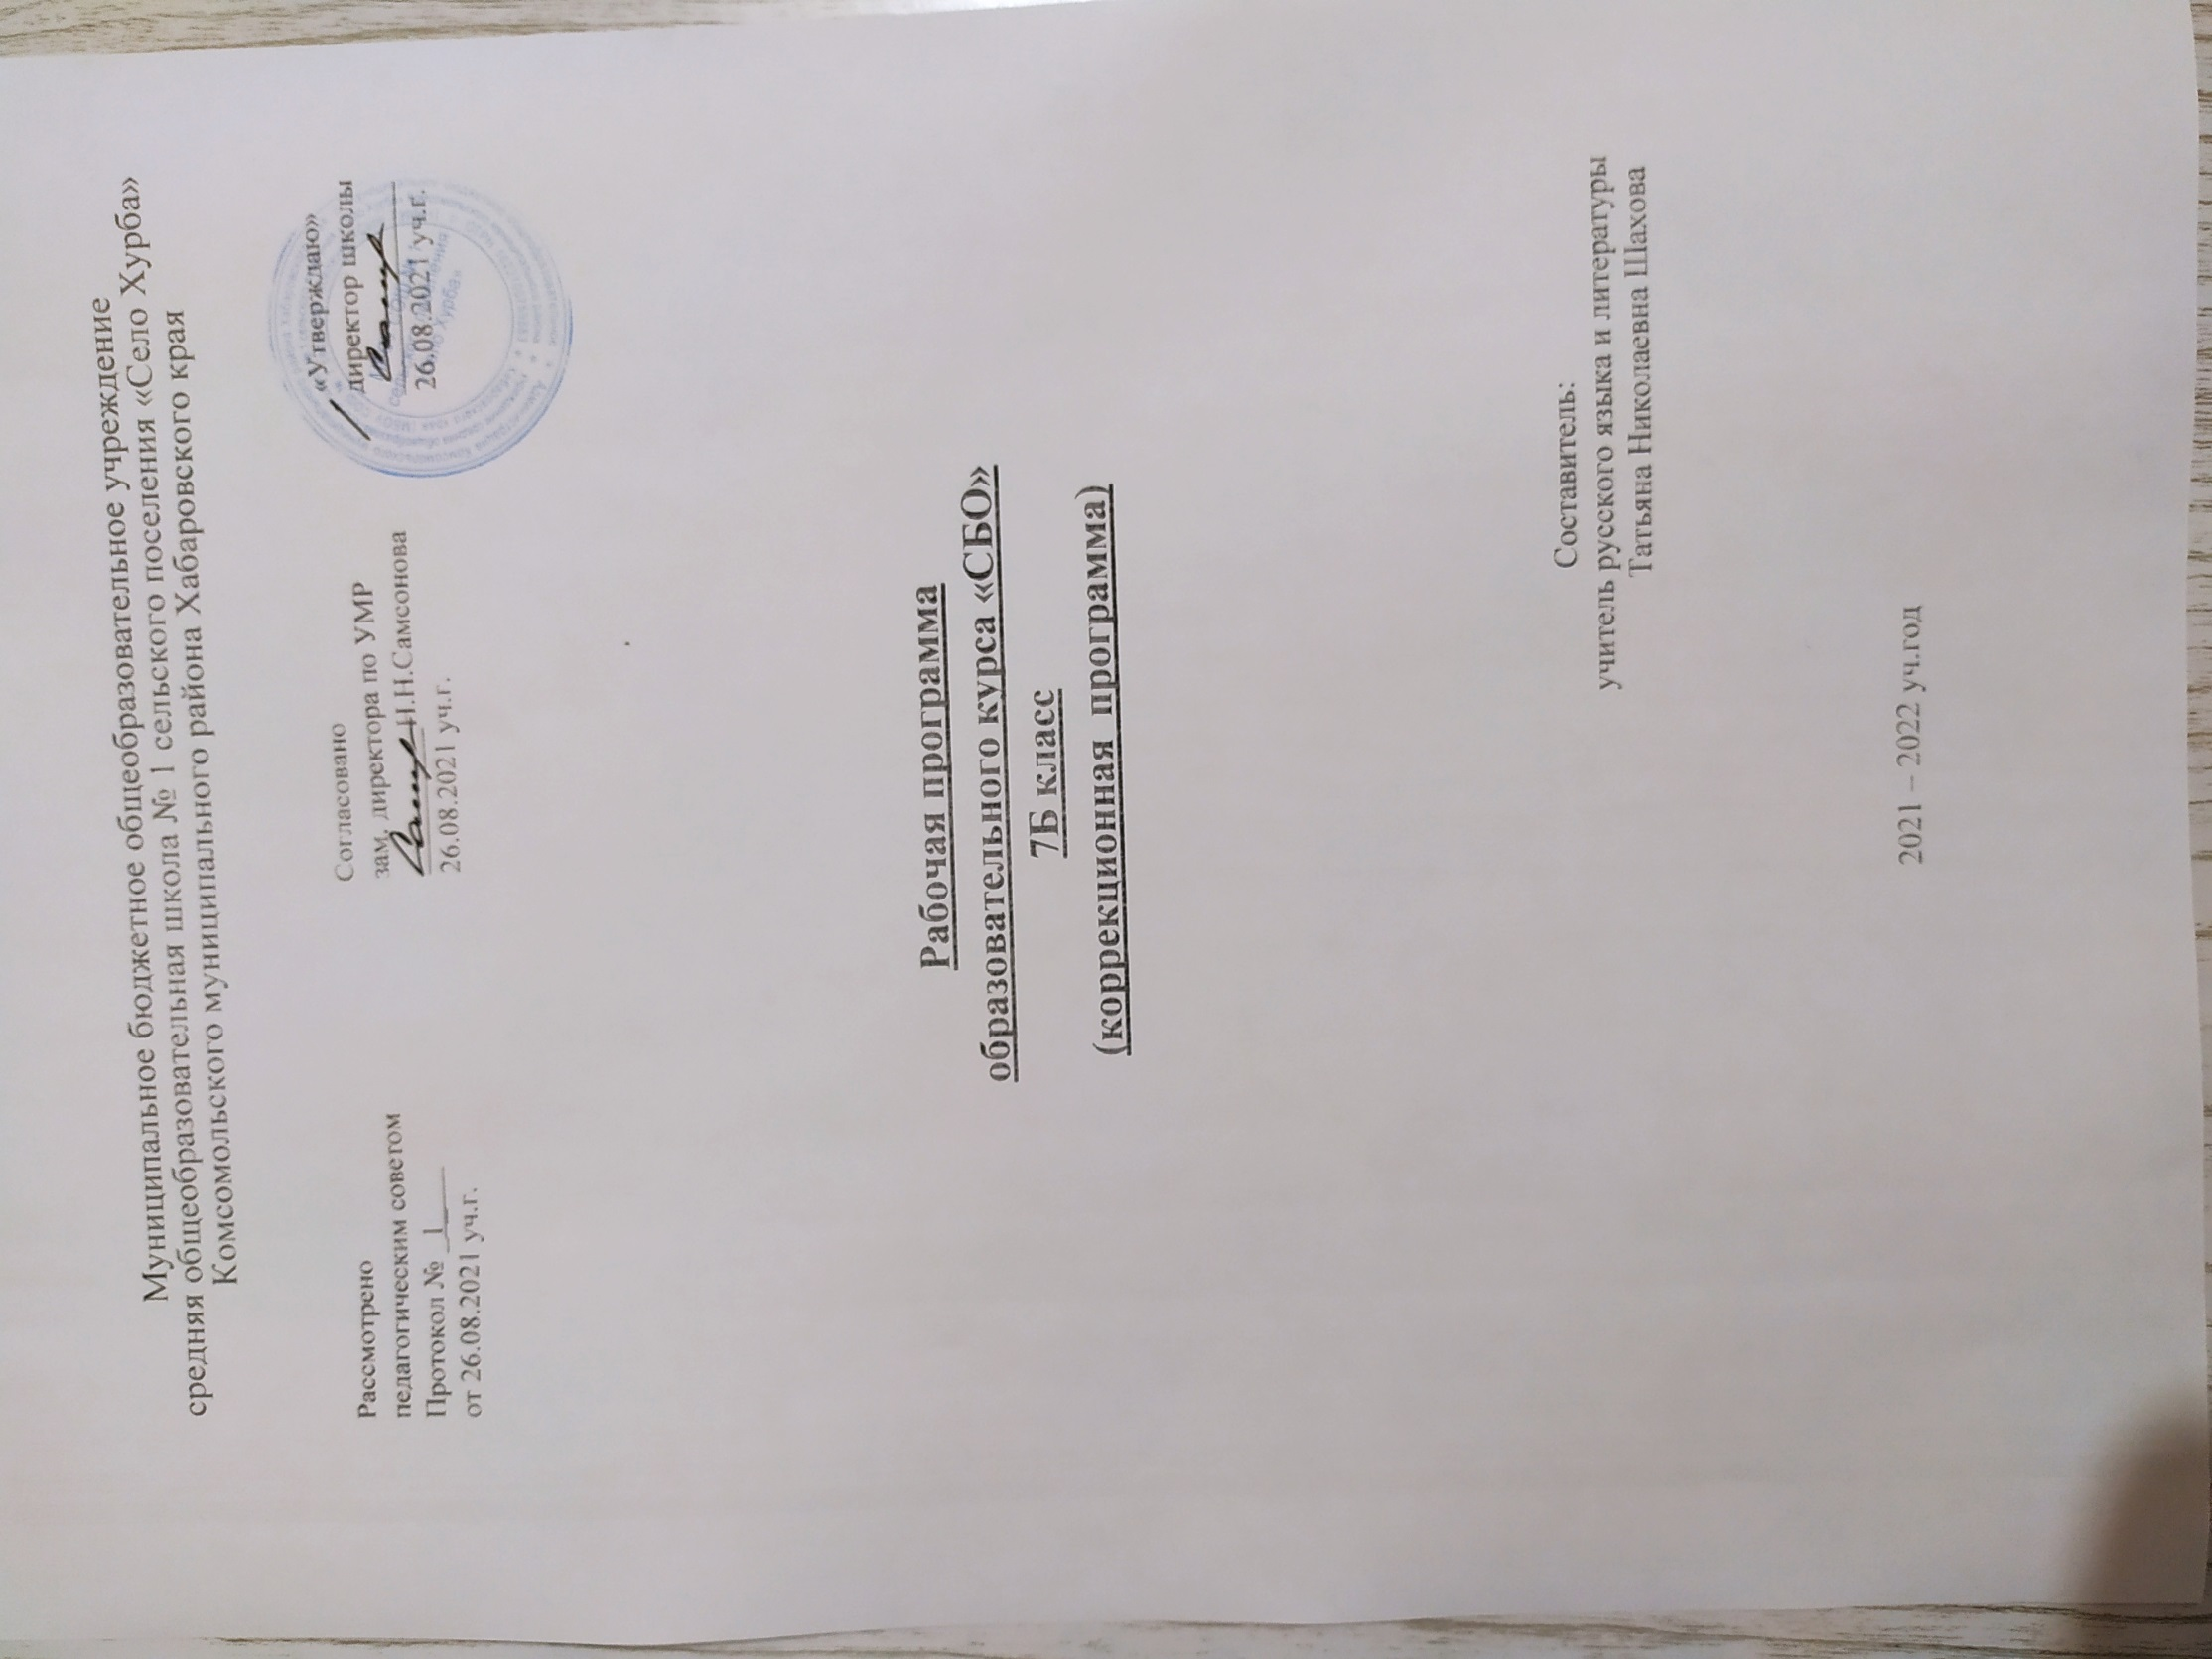 Муниципальное бюджетное общеобразовательное учреждение
средняя общеобразовательная школа № 1 сельского поселения «Село Хурба»
Комсомольского муниципального района Хабаровского края
Рассмотрено
педагогическим советом
Протокол № 1
от 26.08.2021 уч.г.
Согласовано
зам. директора по УМР
Н.Н.Самсонова
26.08.2021 уч.г.
«Утверждаю»
директор школы
26.08.2021 уч.г.
Рабочая программа
образовательного курса «СБО»
7Б класс
(коррекционная программа)
Составитель:
учитель русского языка и литературы
Татьяна Николаевна Шахова
2021 – 2022 уч.год